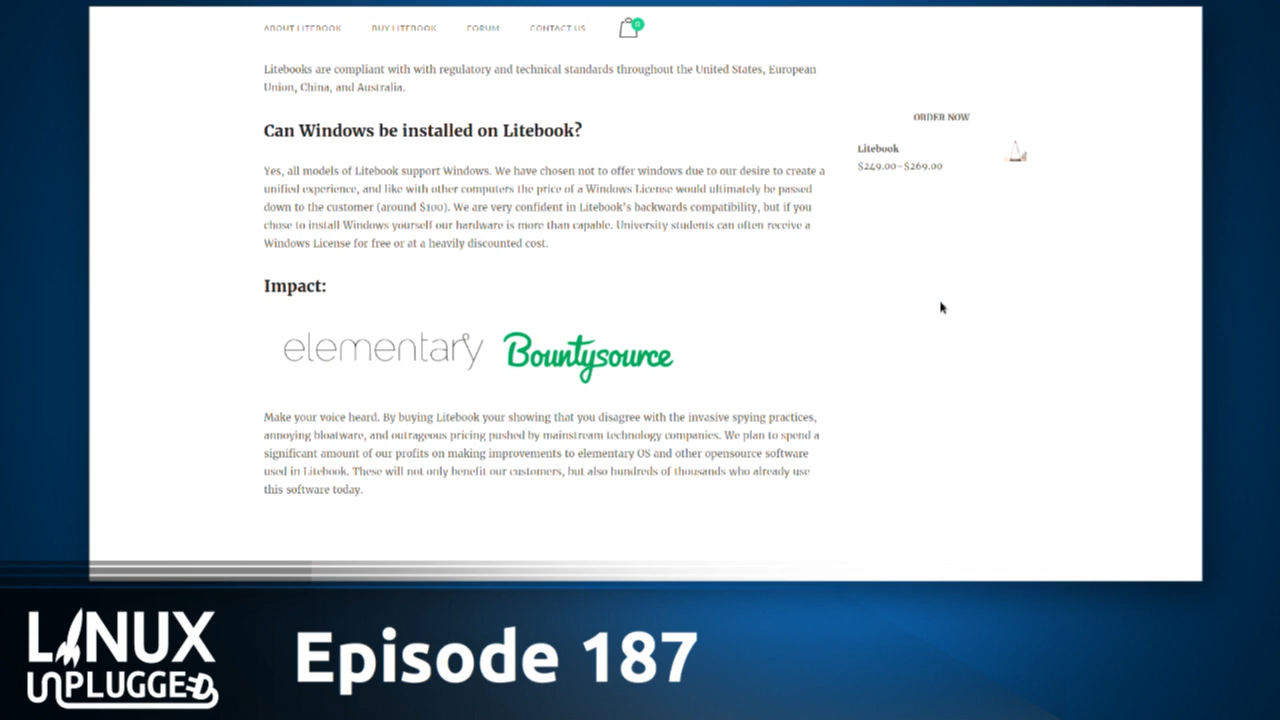 ABOUT LITEBOOK BUY LITEBOOK FORUM CONTACT US 0
Litebooks are compliant with with regulatory and technical standards throughout the United States, European
Union, China, and Australia.
Can Windows be installed on Litebook?
Yes, all models of Litebook support Windows. We have chosen not to offer windows due to our desire to create a
unified experience, and like with other computers the price of a Windows License would ultimately be passed
down to the customer (around $100). We are very confident in Litebook's backwards compatibility, but if you
chose to install Windows yourself our hardware is more than capable. University students can often receive a
Windows License for free or at a heavily discounted cost.
Impact:
elementary Bountysource
Make your voice heard. By buying Litebook your showing that you disagree with the invasive spying practices,
annoying bloatware, and outrageous pricing pushed by mainstream technology companies. We plan to spend a
significant amount of our profits on making improvements to elementary OS and other opensource software
used in Litebook. These will not only benefit our customers, but also hundreds of thousands who already use
this software today.
ORDER NOW
Litebook
$249.00–$269.00
LINUX
UNPLUGGED
Episode 187